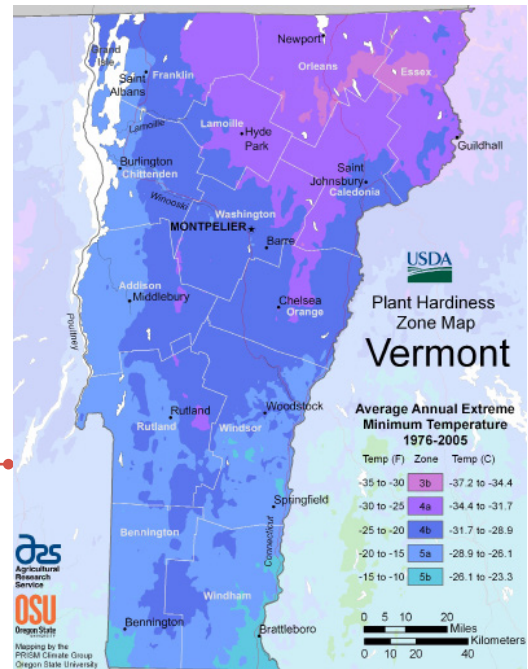 Newport
Grand
Isle
Orleans
Essex
Franklin
Saint
Albans
Lamoille
Lamoille
Hyde
Park
Guildhall
Burlington
Chittenden
Saint
Johnsbury
Caledonia
Winooski
Washington
MONTPELIER
Barre
USDA
Plant Hardiness
Zone Map
Vermont
Addison
Middlebury
Chelsea
Orange
Poultney
Rutland
Rutland
Woodstock
Windsor
Average Annual Extreme
Minimum Temperature
1976-2005
Temp (F) Zone Temp (C)
-35 to -30 3b -37.2 to -34.4
-30 to -25 4a -34.4 to -31.7
-25 to -20 4b -31.7 to -28.9
-20 to -15 5a -28.9 to -26.1
-15 to -10 5b -26.1 to -23.3
Springfield
Connecticut
Bennington
Windham
Bennington
Brattleboro
ars
Agricultural
Research
Service
OSU
Oregon State
Mapping by the
PRISM Climate Group
Oregon State University
0 5 10 20
Miles
Kilometers
0 10 20 40